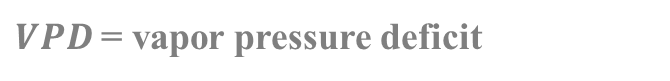 VPD = vapor pressure deficit